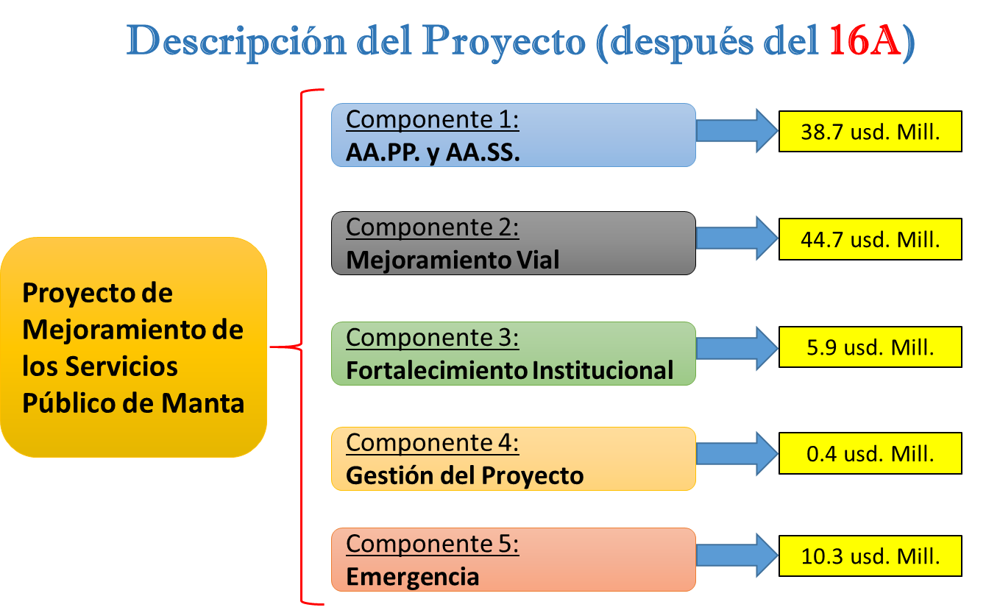 Descripción del Proyecto (después del 16A)
Componente 1:
AA.PP. y AA.SS.
38.7 usd. Mill.
Componente 2:
Mejoramiento Vial
44.7 usd. Mill.
Proyecto de
Mejoramiento de
los Servicios
Público de Manta
Componente 3:
Fortalecimiento Institucional
5.9 usd. Mill.
Componente 4:
Gestión del Proyecto
0.4 usd. Mill.
Componente 5:
Emergencia
10.3 usd. Mill.